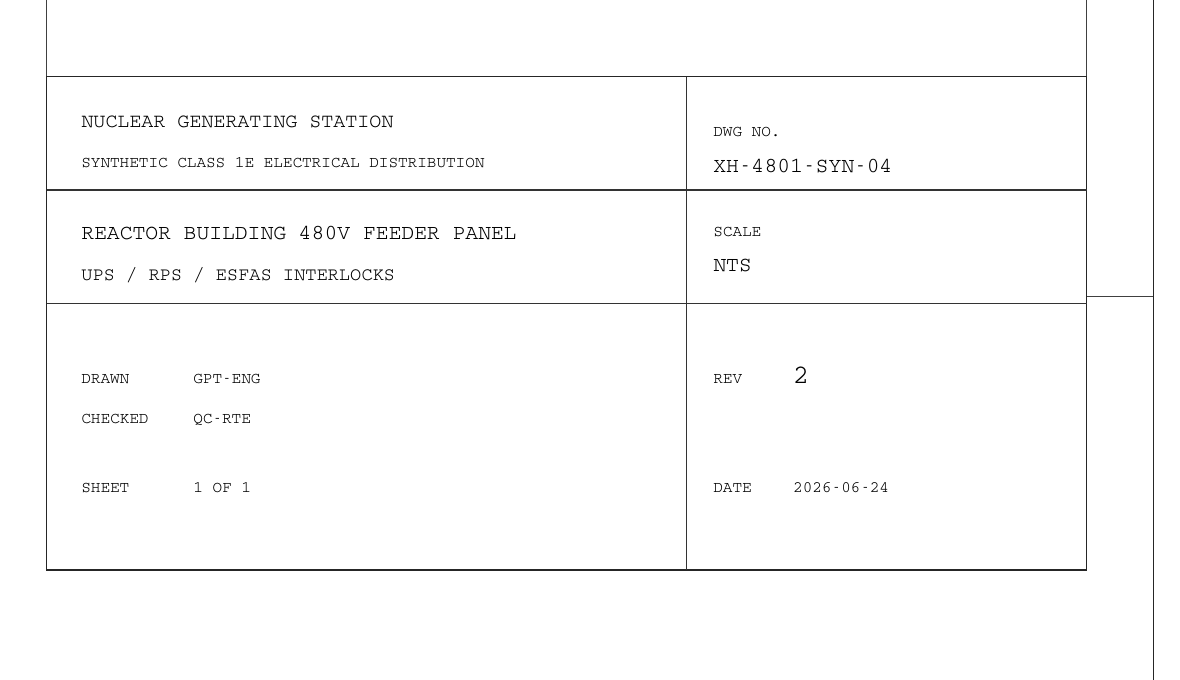 NUCLEAR GENERATING STATION
SYNTHETIC CLASS 1E ELECTRICAL DISTRIBUTION
DWG NO.
XH-4801-SYN-04
REACTOR BUILDING 480V FEEDER PANEL
UPS / RPS / ESFAS INTERLOCKS
SCALE
NTS
DRAWN GPT-ENG
REV 2
CHECKED QC-RTE
SHEET 1 OF 1
DATE 2026-06-24